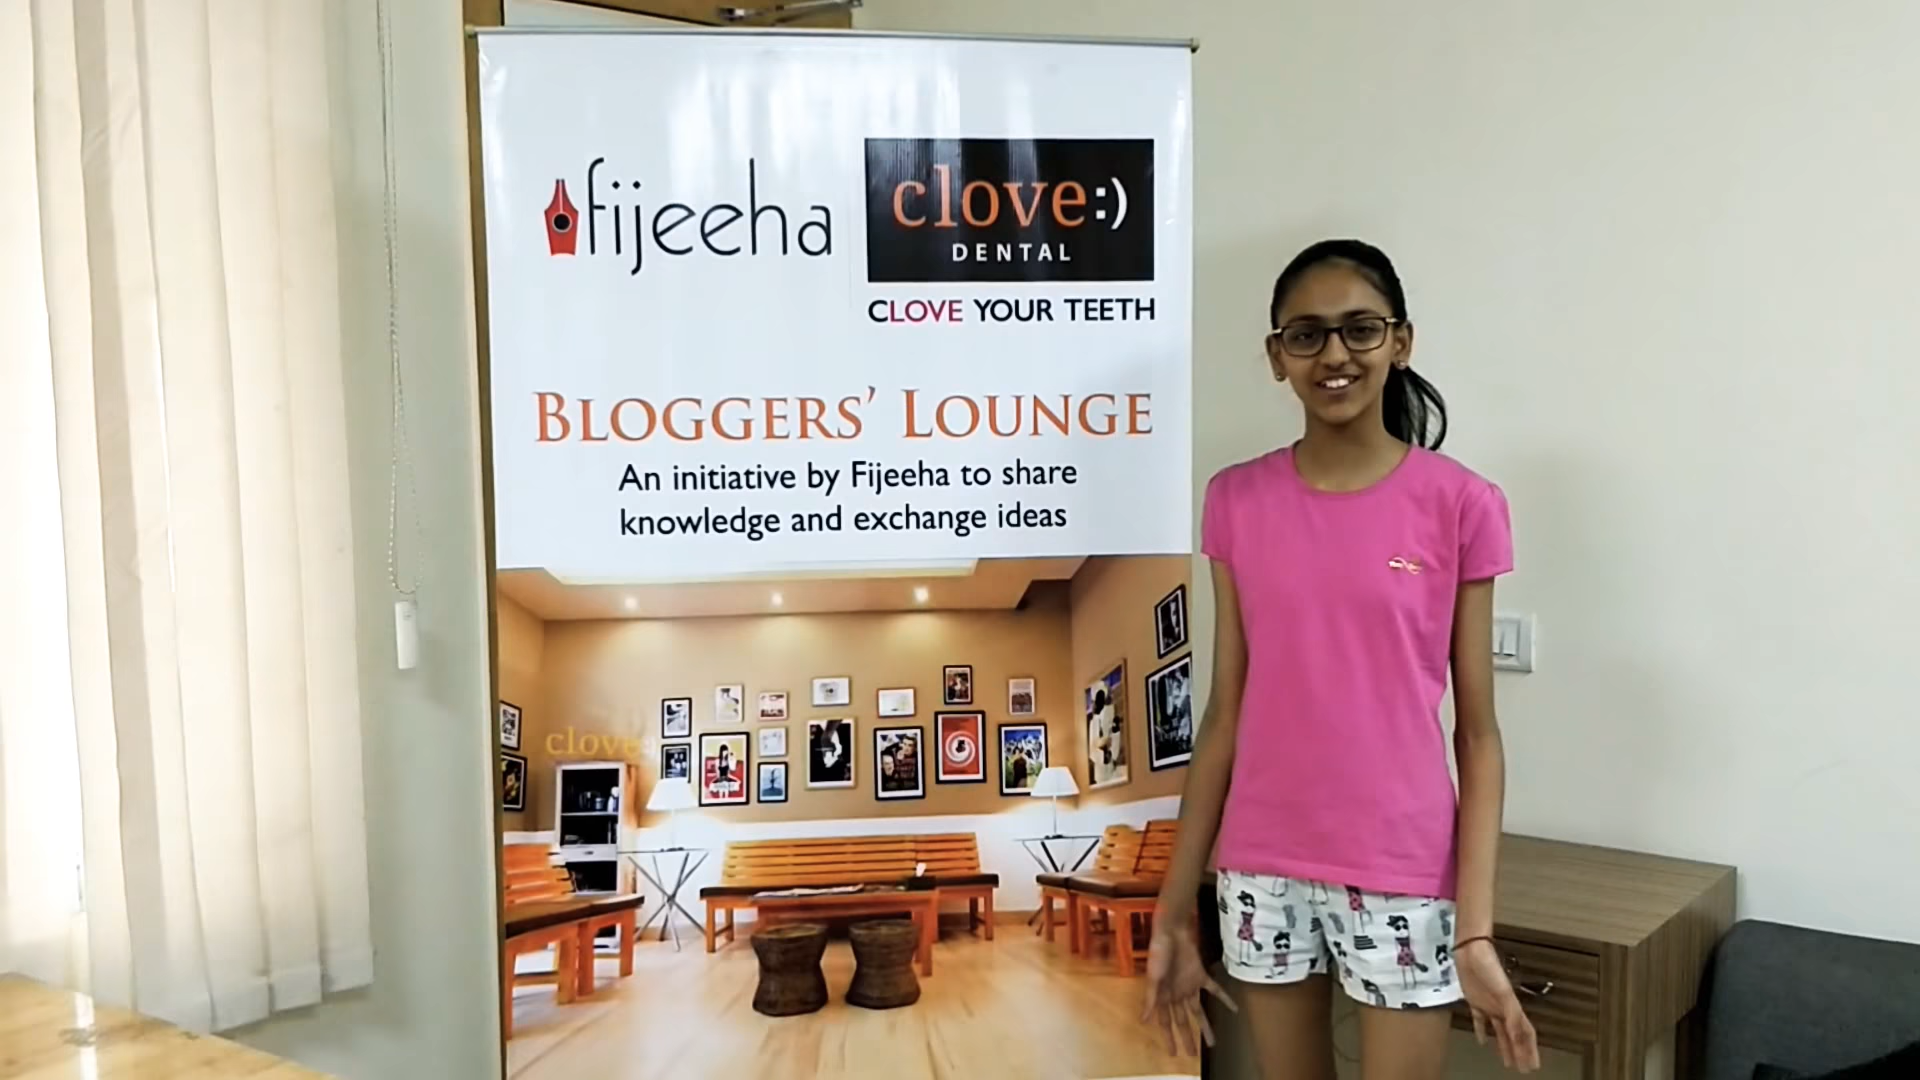 fijeeha
clove:)
DENTAL
CLOVE YOUR TEETH
BLOGGERS' LOUNGE
An initiative by Fijeeha to share
knowledge and exchange ideas
clove